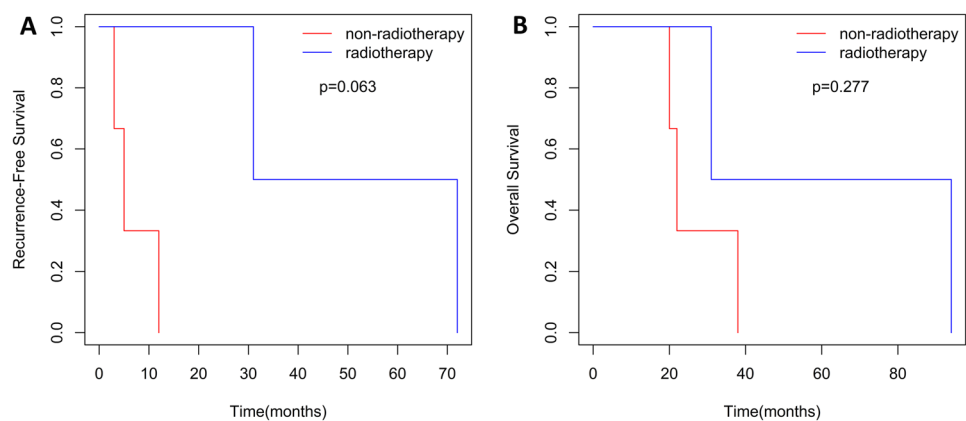 A
non-radiotherapy
radiotherapy
p=0.063
Recurrence-Free Survival
0.0
0.2
0.4
0.6
0.8
1.0
0 10 20 30 40 50 60 70
Time(months)
B
non-radiotherapy
radiotherapy
p=0.277
Overall Survival
0.0
0.2
0.4
0.6
0.8
1.0
0 20 40 60 80
Time(months)